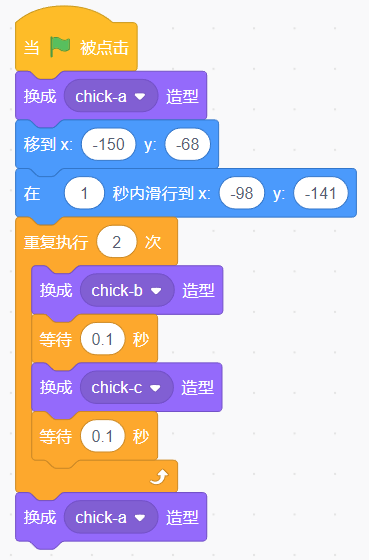 当 被点击
换成 chick-a 造型
移到 x: -150 y: -68
在 1 秒内滑行到 x: -98 y: -141
重复执行 2 次
换成 chick-b 造型
等待 0.1 秒
换成 chick-c 造型
等待 0.1 秒
换成 chick-a 造型